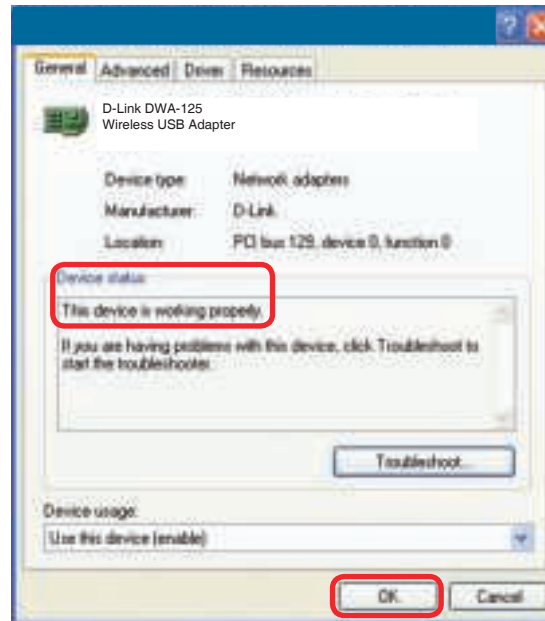 ?
General Advanced Driver Resources
D-Link DWA-125
Wireless USB Adapter
Device type: Network adapters
Manufacturer: D-Link
Location: PCI bus 129, device 0, function 0
Device status
This device is working properly.
If you are having problems with this device, click Troubleshoot to
start the troubleshooter.
Troubleshoot...
Device usage:
Use this device (enable)
OK Cancel